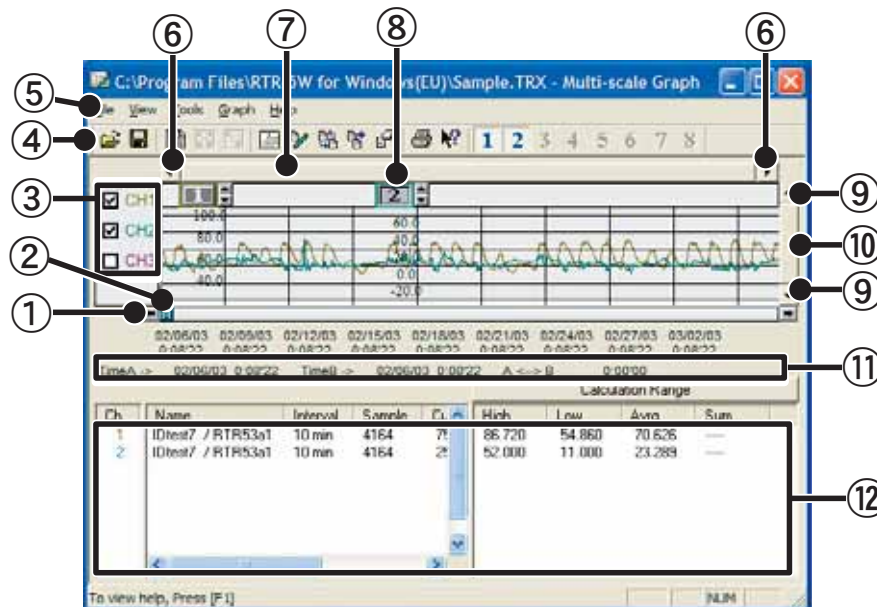 ⑥ ⑦ ⑧ ⑥
C:\Program Files\RTR 5W for Windows(EU)\Sample.TRX - Multi-scale Graph
⑤
View Tools Graph Help
④
1 2 3 4 5 6 7 8
③
CH1
CH2
CH3
2
100.0
80.0
60.0
40.0
60.0
40.0
0.0
-20.0
⑨
⑩
⑨
②
①
02/06/03 02/09/03 02/12/03 02/15/03 02/18/03 02/21/03 02/24/03 02/27/03 03/02/03
0:08'22 0:08'22 0:08'22 0:08'22 0:08'22 0:08'22 0:08'22 0:08'22 0:08'22
TimeA -> 02/06/03 0:08'22 TimeB -> 02/06/03 0:08'22 A <--> B 0:00'00
⑪
Calculation Range
Ch. Name Interval Sample High Low Avrg. Sum
1 IDtest7 / RTR53a1 10 min 4164 86.720 54.860 70.626 ----
2 IDtest7 / RTR53a1 10 min 4164 52.000 11.000 23.289 ----
⑫
To view help, Press [F1] NUM